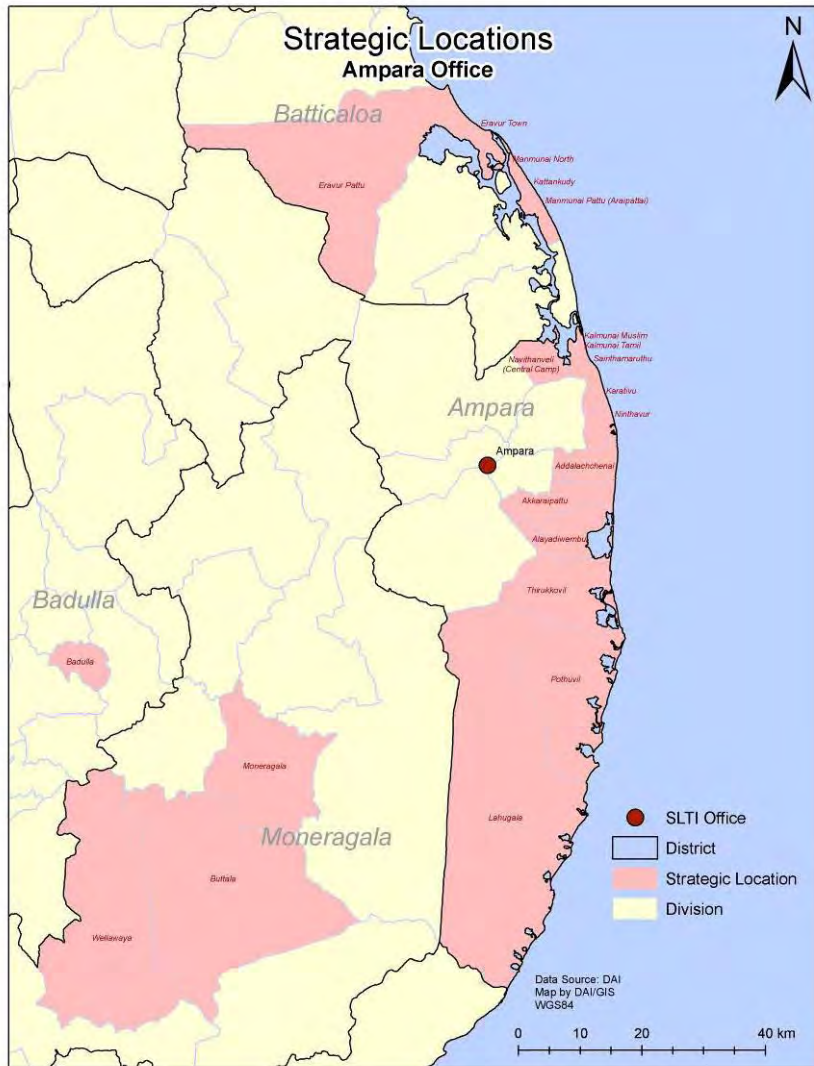 Strategic Locations
Ampara Office
N
Batticaloa
Eravur Town
Manmunai North
Eravur Pattu
Kattankudy
Manmunai Pattu (Araipattai)
Kalmunai Muslim
Kalmunai Tamil
Navithanveli
(Central Camp)
Sainthamaruthu
Karativu
Ampara
Ninthavur
Ampara
Addalachchenai
Akkaraipattu
Alayadiwembu
Thirukkovil
Badulla
Badulla
Pothuvil
Moneragala
Lahugala
Moneragala
Buttala
Wellawaya
SLTI Office
District
Strategic Location
Division
Data Source: DAI
Map by DAI/GIS
WGS84
0 10 20 40 km